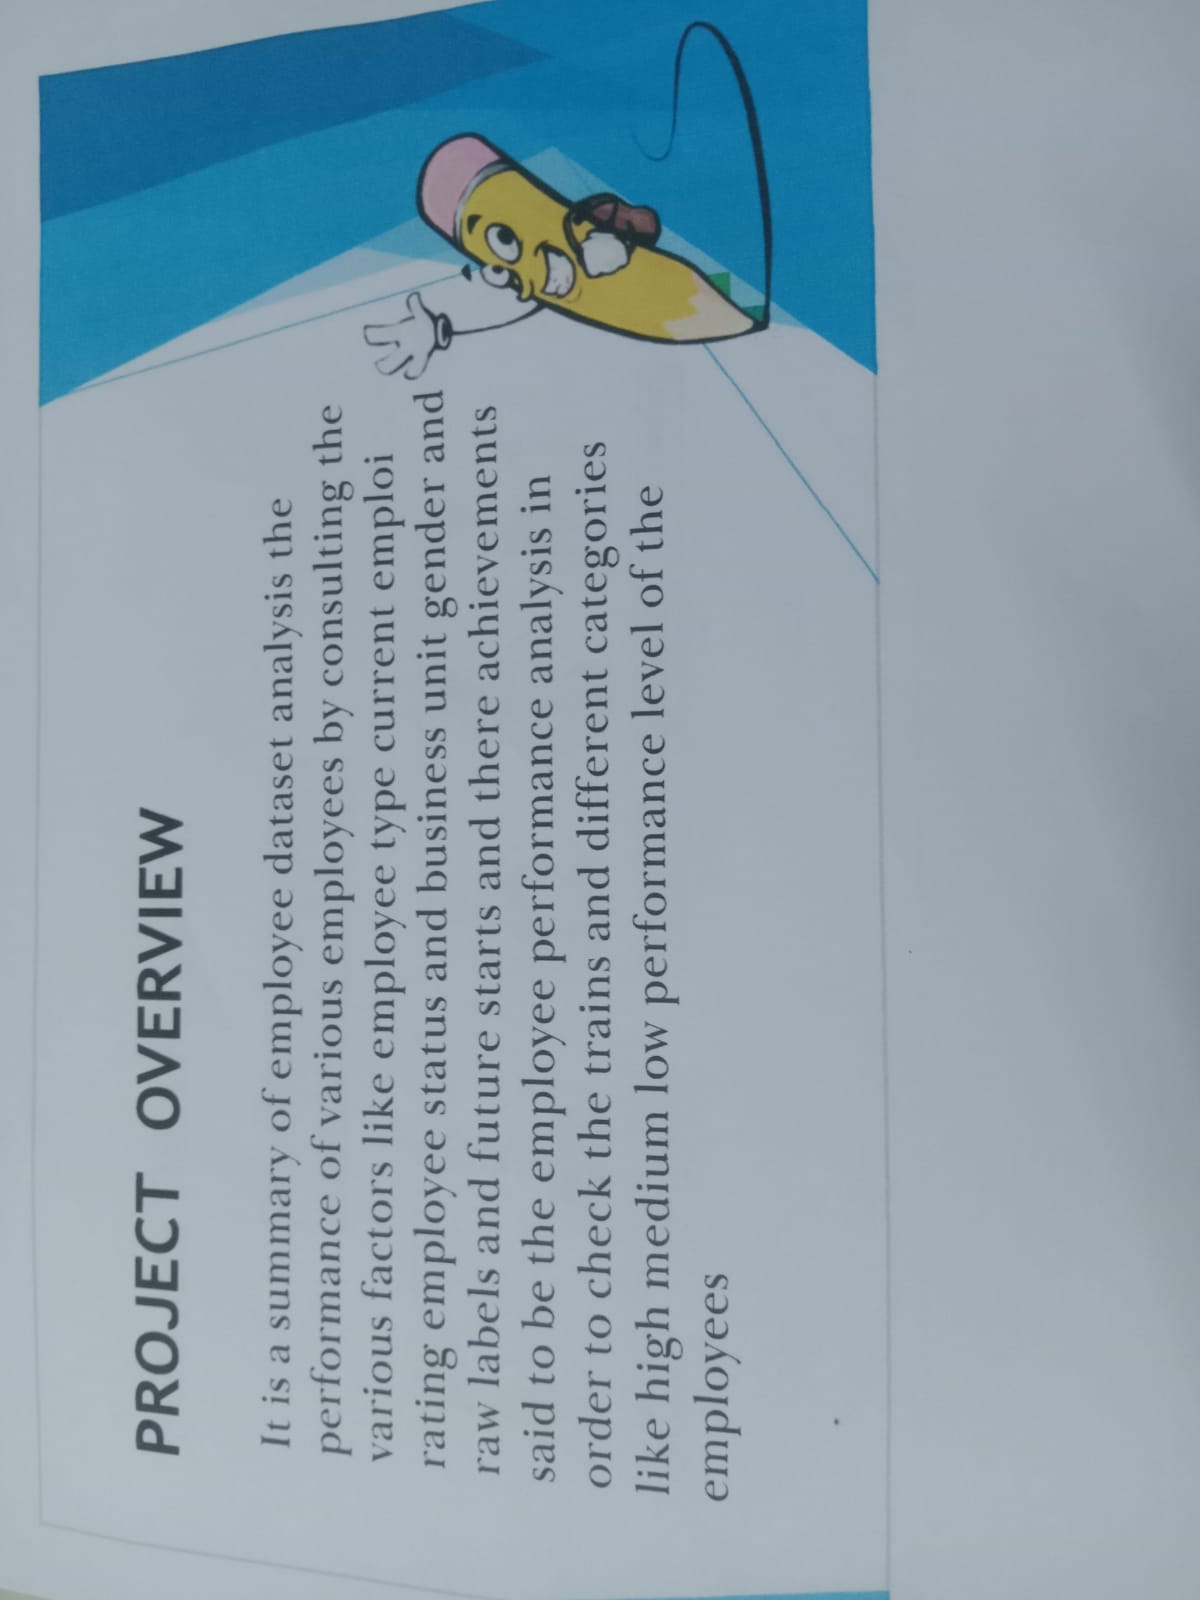 PROJECT OVERVIEW
It is a summary of employee dataset analysis the
performance of various employees by consulting the
various factors like employee type current emploi
rating employee status and business unit gender and
raw labels and future starts and there achievements
said to be the employee performance analysis in
order to check the trains and different categories
like high medium low performance level of the
employees